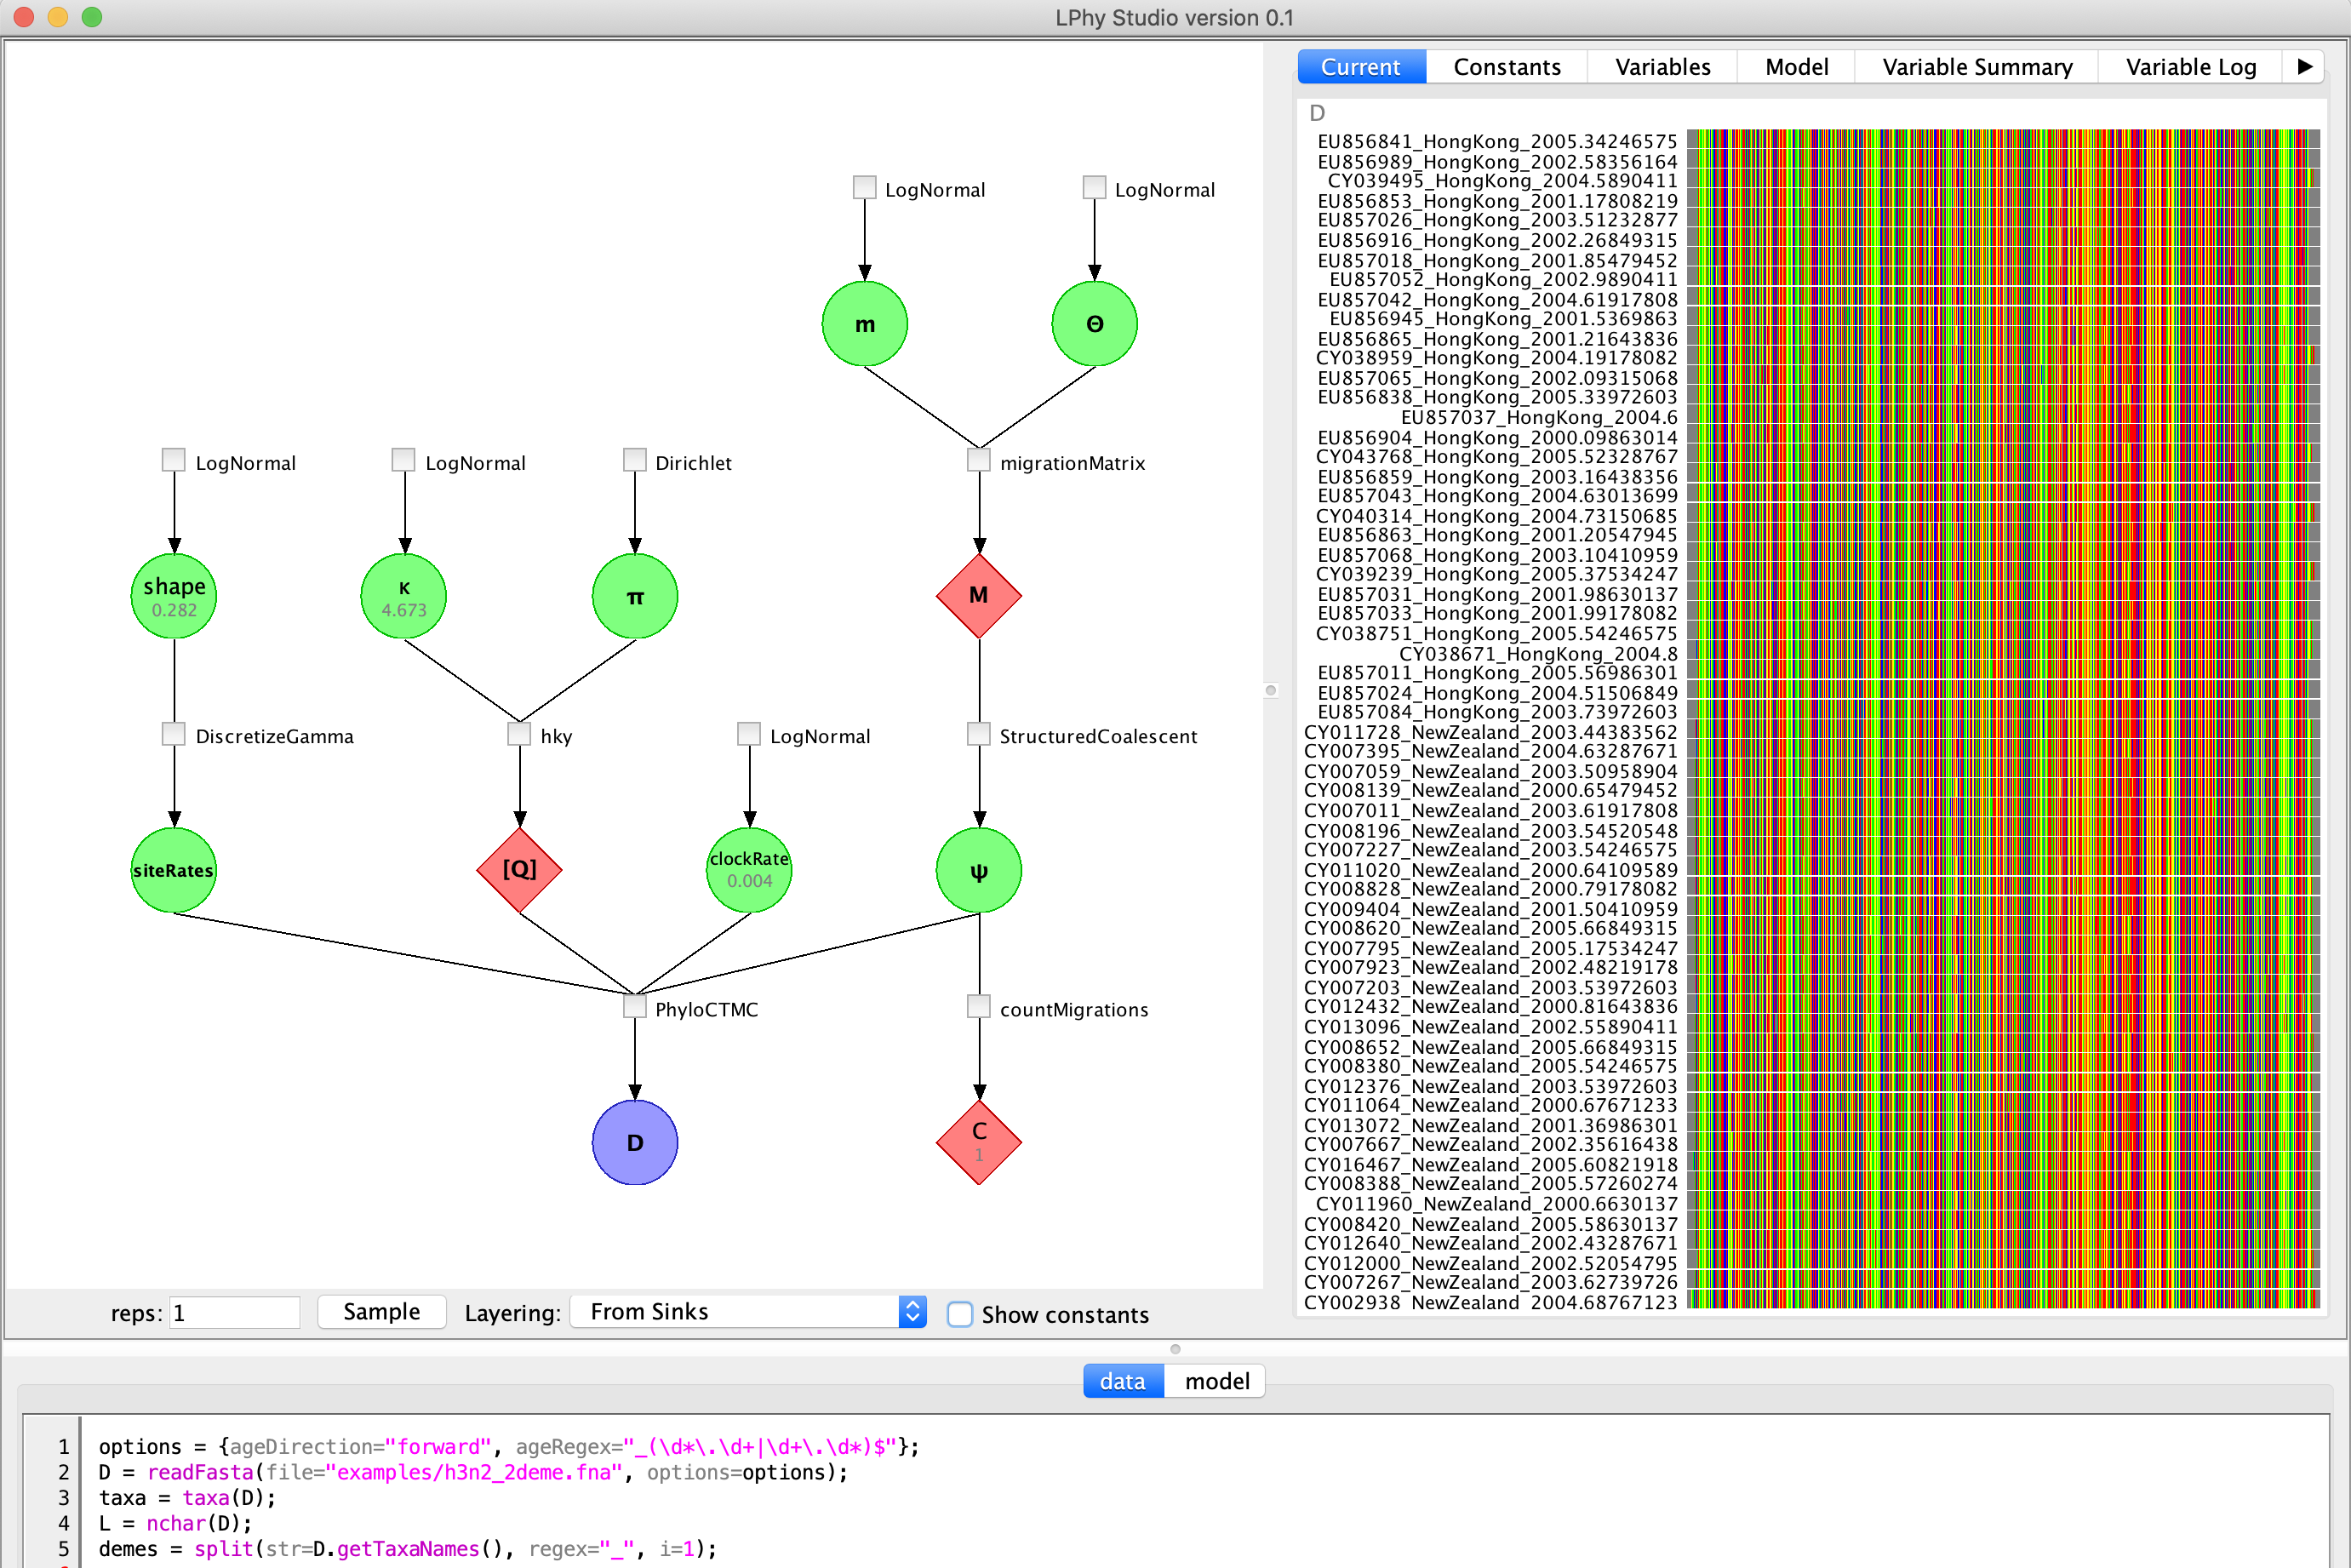 LPhy Studio version 0.1
LogNormal
LogNormal
m
Θ
LogNormal
LogNormal
Dirichlet
migrationMatrix
shape
0.282
κ
4.673
π
M
DiscretizeGamma
hky
LogNormal
StructuredCoalescent
siteRates
[Q]
clockRate
0.004
ψ
PhyloCTMC
countMigrations
D
C
1
reps: 1 Sample Layering: From Sinks Show constants
Current Constants Variables Model Variable Summary Variable Log
D
EU856841_HongKong_2005.34246575
EU856989_HongKong_2002.58356164
CY039495_HongKong_2004.5890411
EU856853_HongKong_2001.17808219
EU857026_HongKong_2003.51232877
EU856916_HongKong_2002.26849315
EU857018_HongKong_2001.85479452
EU857052_HongKong_2002.9890411
EU857042_HongKong_2004.61917808
EU856945_HongKong_2001.5369863
EU856865_HongKong_2001.21643836
CY038959_HongKong_2004.19178082
EU857065_HongKong_2002.09315068
EU856838_HongKong_2005.33972603
EU857037_HongKong_2004.6
EU856904_HongKong_2000.09863014
CY043768_HongKong_2005.52328767
EU856859_HongKong_2003.16438356
EU857043_HongKong_2004.63013699
CY040314_HongKong_2004.73150685
EU856863_HongKong_2001.20547945
EU857068_HongKong_2003.10410959
CY039239_HongKong_2005.37534247
EU857031_HongKong_2001.98630137
EU857033_HongKong_2001.99178082
CY038751_HongKong_2005.54246575
CY038671_HongKong_2004.8
EU857011_HongKong_2005.56986301
EU857024_HongKong_2004.51506849
EU857084_HongKong_2003.73972603
CY011728_NewZealand_2003.44383562
CY007395_NewZealand_2004.63287671
CY007059_NewZealand_2003.50958904
CY008139_NewZealand_2000.65479452
CY007011_NewZealand_2003.61917808
CY008196_NewZealand_2003.54520548
CY007227_NewZealand_2003.54246575
CY011020_NewZealand_2000.64109589
CY008828_NewZealand_2000.79178082
CY009404_NewZealand_2001.50410959
CY008620_NewZealand_2005.66849315
CY007795_NewZealand_2005.17534247
CY007923_NewZealand_2002.48219178
CY007203_NewZealand_2003.53972603
CY012432_NewZealand_2000.81643836
CY013096_NewZealand_2002.55890411
CY008652_NewZealand_2005.66849315
CY008380_NewZealand_2005.54246575
CY012376_NewZealand_2003.53972603
CY011064_NewZealand_2000.67671233
CY013072_NewZealand_2001.36986301
CY007667_NewZealand_2002.35616438
CY016467_NewZealand_2005.60821918
CY008388_NewZealand_2005.57260274
CY011960_NewZealand_2000.6630137
CY008420_NewZealand_2005.58630137
CY012640_NewZealand_2002.43287671
CY012000_NewZealand_2002.52054795
CY007267_NewZealand_2003.62739726
CY002938_NewZealand_2004.68767123
data model
1 options = {ageDirection="forward", ageRegex="_(\d*\.\d+|\d+\.\d*)$"};
2 D = readFasta(file="examples/h3n2_2deme.fna", options=options);
3 taxa = taxa(D);
4 L = nchar(D);
5 demes = split(str=D.getTaxaNames(), regex="_", i=1);